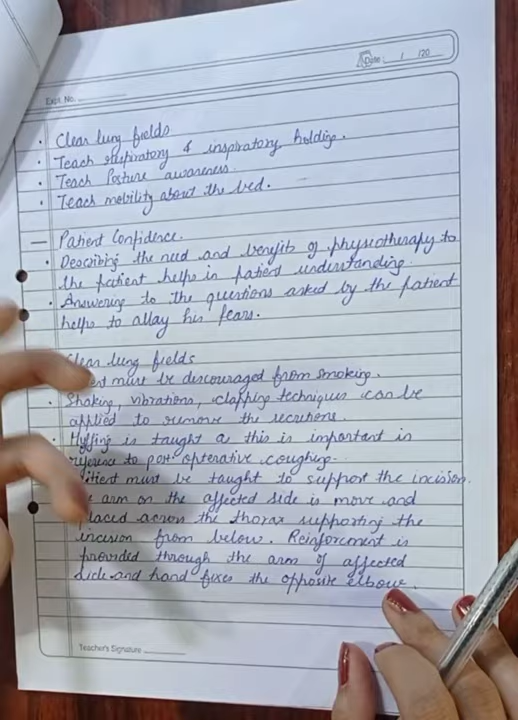 Date: / /20
Expt. No.
• Clear lung fields
• Teach expiratory & inspiratory holding.
• Teach Posture awareness.
• Teach mobility about the bed.
— Patient Confidence.
• Describing the need and benefits of physiotherapy to
the patient helps in patient understanding.
• Answering to the questions asked by the patient
helps to allay his fears.
Clear lung fields
must be discouraged from smoking.
• Shaking, vibrations, clapping techniques can be
applied to remove the secretions.
• Huffing is taught as this is important in
reference to post opterative coughing.
Patient must be taught to support the incision.
arm on the affected side is move and
placed across the thorax supporting the
incision from below. Reinforcement is
provided through the arm of affected
side and hand fixes the opposite elbow.
Teacher's Signature